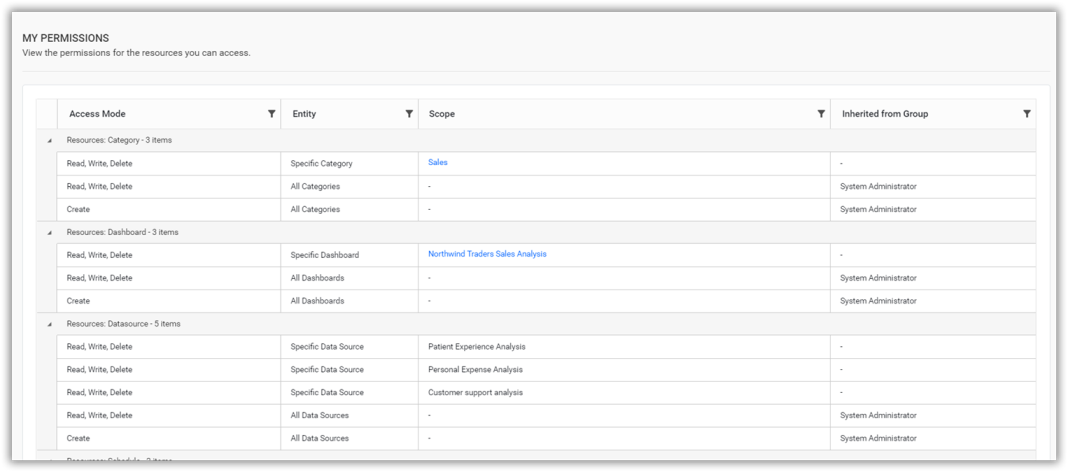 MY PERMISSIONS
View the permissions for the resources you can access.
Access Mode Entity Scope Inherited from Group
Resources: Category - 3 items
Read, Write, Delete Specific Category Sales -
Read, Write, Delete All Categories - System Administrator
Create All Categories - System Administrator
Resources: Dashboard - 3 items
Read, Write, Delete Specific Dashboard Northwind Traders Sales Analysis -
Read, Write, Delete All Dashboards - System Administrator
Create All Dashboards - System Administrator
Resources: Datasource - 5 items
Read, Write, Delete Specific Data Source Patient Experience Analysis -
Read, Write, Delete Specific Data Source Personal Expense Analysis -
Read, Write, Delete Specific Data Source Customer support analysis -
Read, Write, Delete All Data Sources - System Administrator
Create All Data Sources - System Administrator